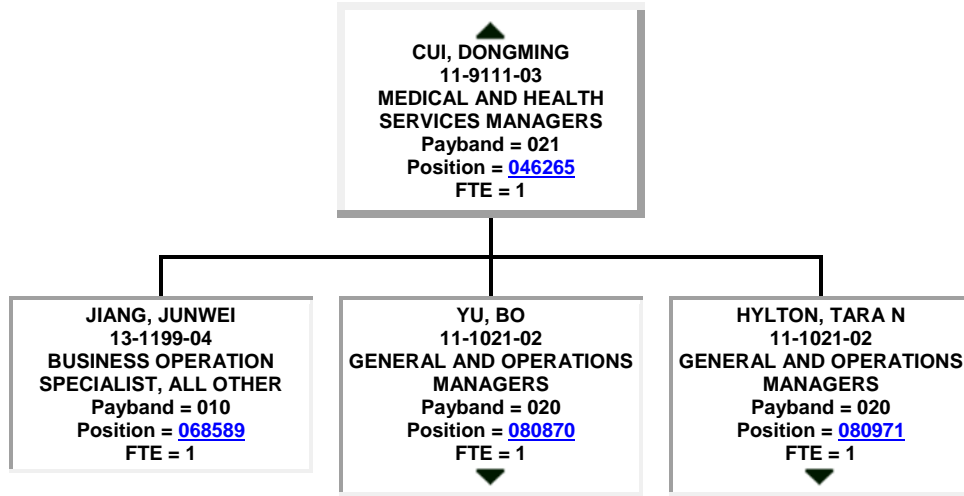 CUI, DONGMING
11-9111-03
MEDICAL AND HEALTH
SERVICES MANAGERS
Payband = 021
Position = 046265
FTE = 1
JIANG, JUNWEI
13-1199-04
BUSINESS OPERATION
SPECIALIST, ALL OTHER
Payband = 010
Position = 068589
FTE = 1
YU, BO
11-1021-02
GENERAL AND OPERATIONS
MANAGERS
Payband = 020
Position = 080870
FTE = 1
HYLTON, TARA N
11-1021-02
GENERAL AND OPERATIONS
MANAGERS
Payband = 020
Position = 080971
FTE = 1